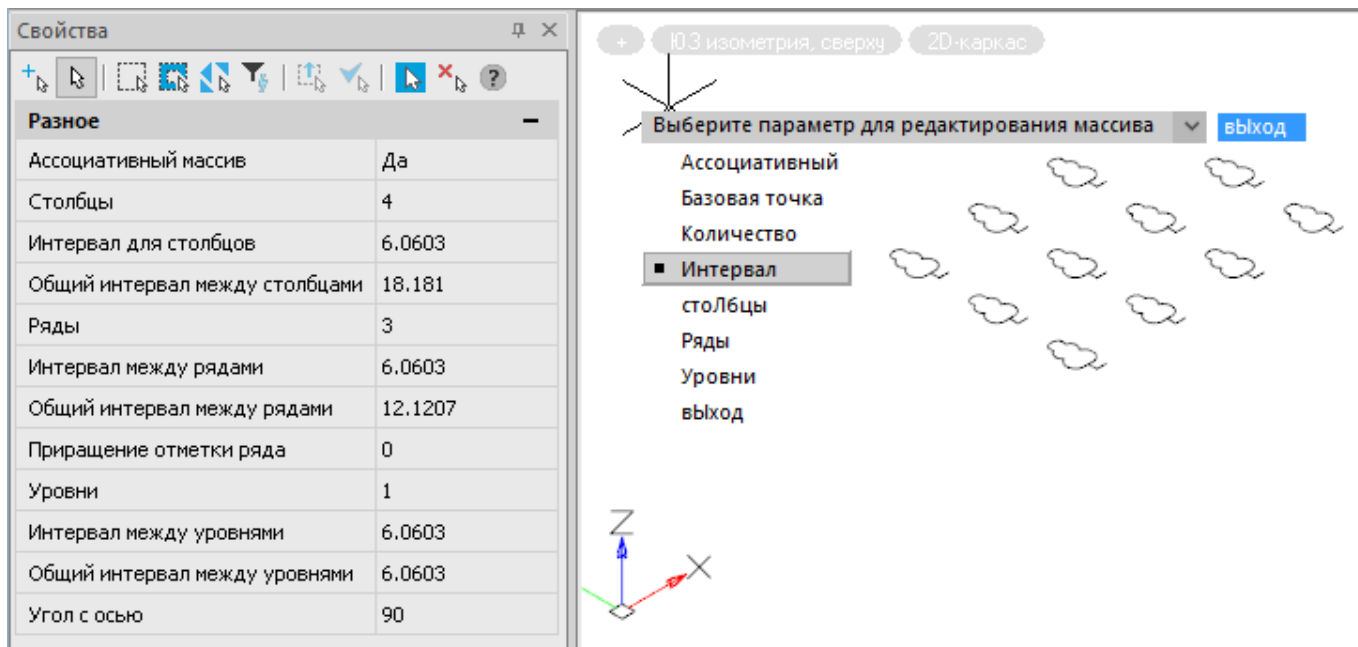 Свойства
Разное
Ассоциативный массив Да
Столбцы 4
Интервал для столбцов 6.0603
Общий интервал между столбцами 18.181
Ряды 3
Интервал между рядами 6.0603
Общий интервал между рядами 12.1207
Приращение отметки ряда 0
Уровни 1
Интервал между уровнями 6.0603
Общий интервал между уровнями 6.0603
Угол с осью 90
+ ЮЗ изометрия, сверху 2D-каркас
Выберите параметр для редактирования массива вЫход
Ассоциативный
Базовая точка
Количество
Интервал
стоЛбцы
Ряды
Уровни
вЫход
Z
X